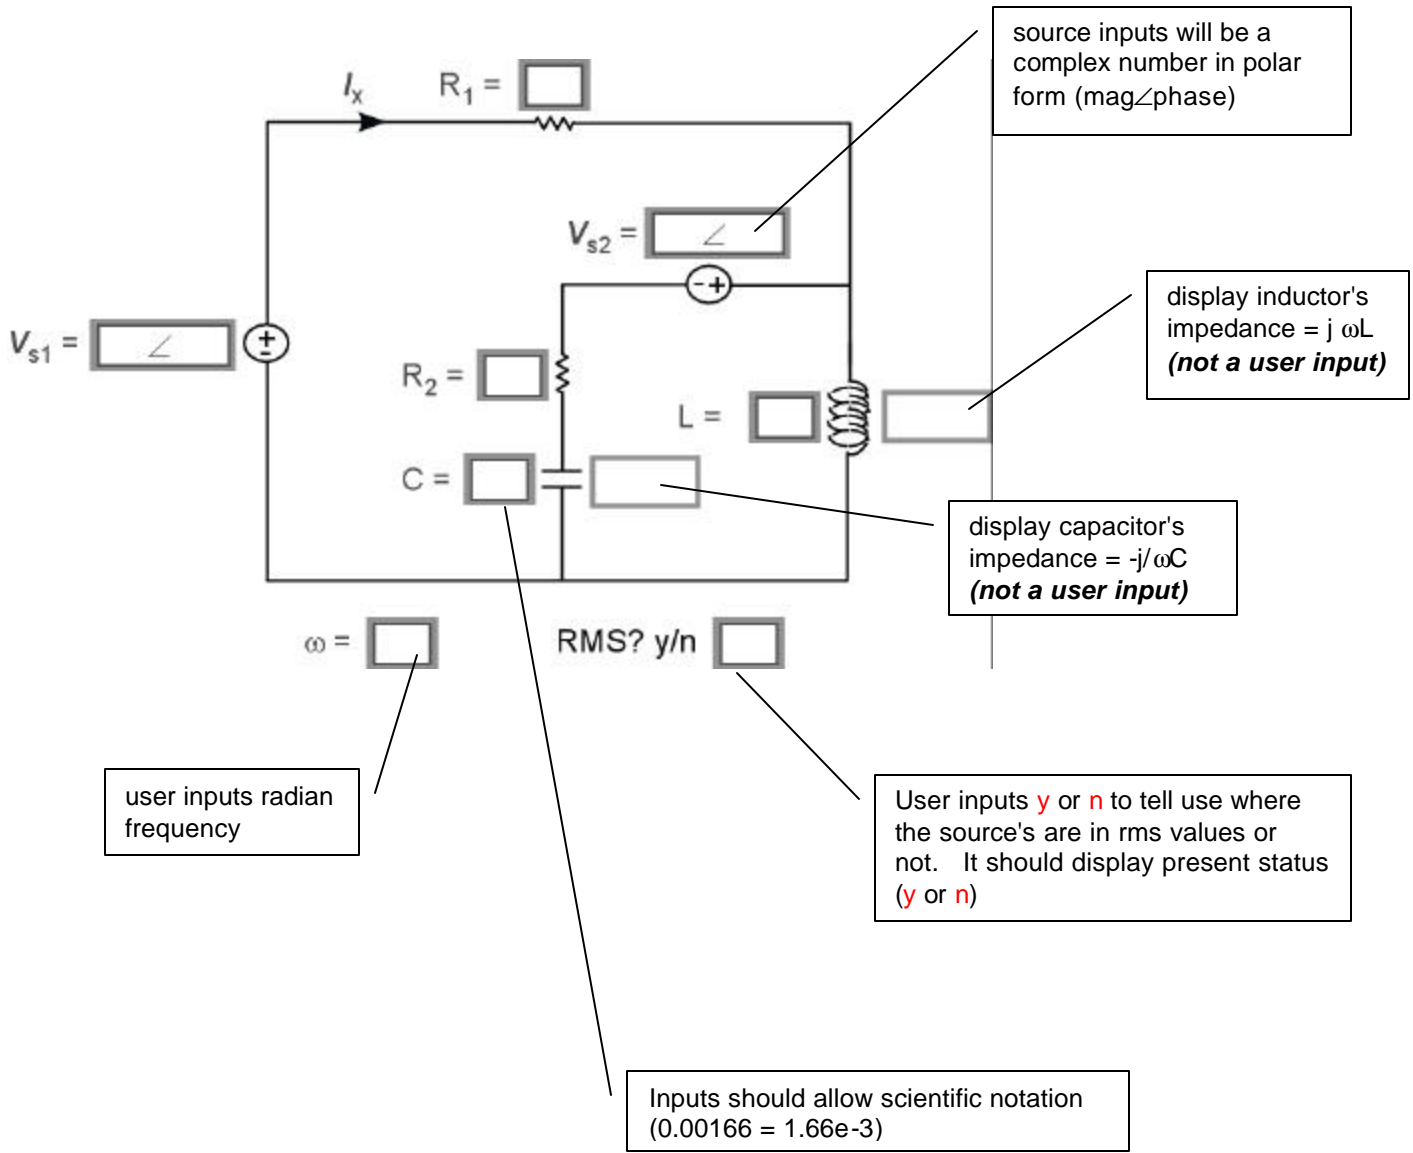 source inputs will be a
complex number in polar
form (mag∠phase)
Ix
R1 =
Vs2 =
∠
- +
display inductor's
impedance = j ωL
(not a user input)
Vs1 =
∠
+
-
R2 =
L =
C =
display capacitor's
impedance = -j/ωC
(not a user input)
ω =
RMS? y/n
user inputs radian
frequency
User inputs y or n to tell use where
the source's are in rms values or
not. It should display present status
(y or n)
Inputs should allow scientific notation
(0.00166 = 1.66e-3)